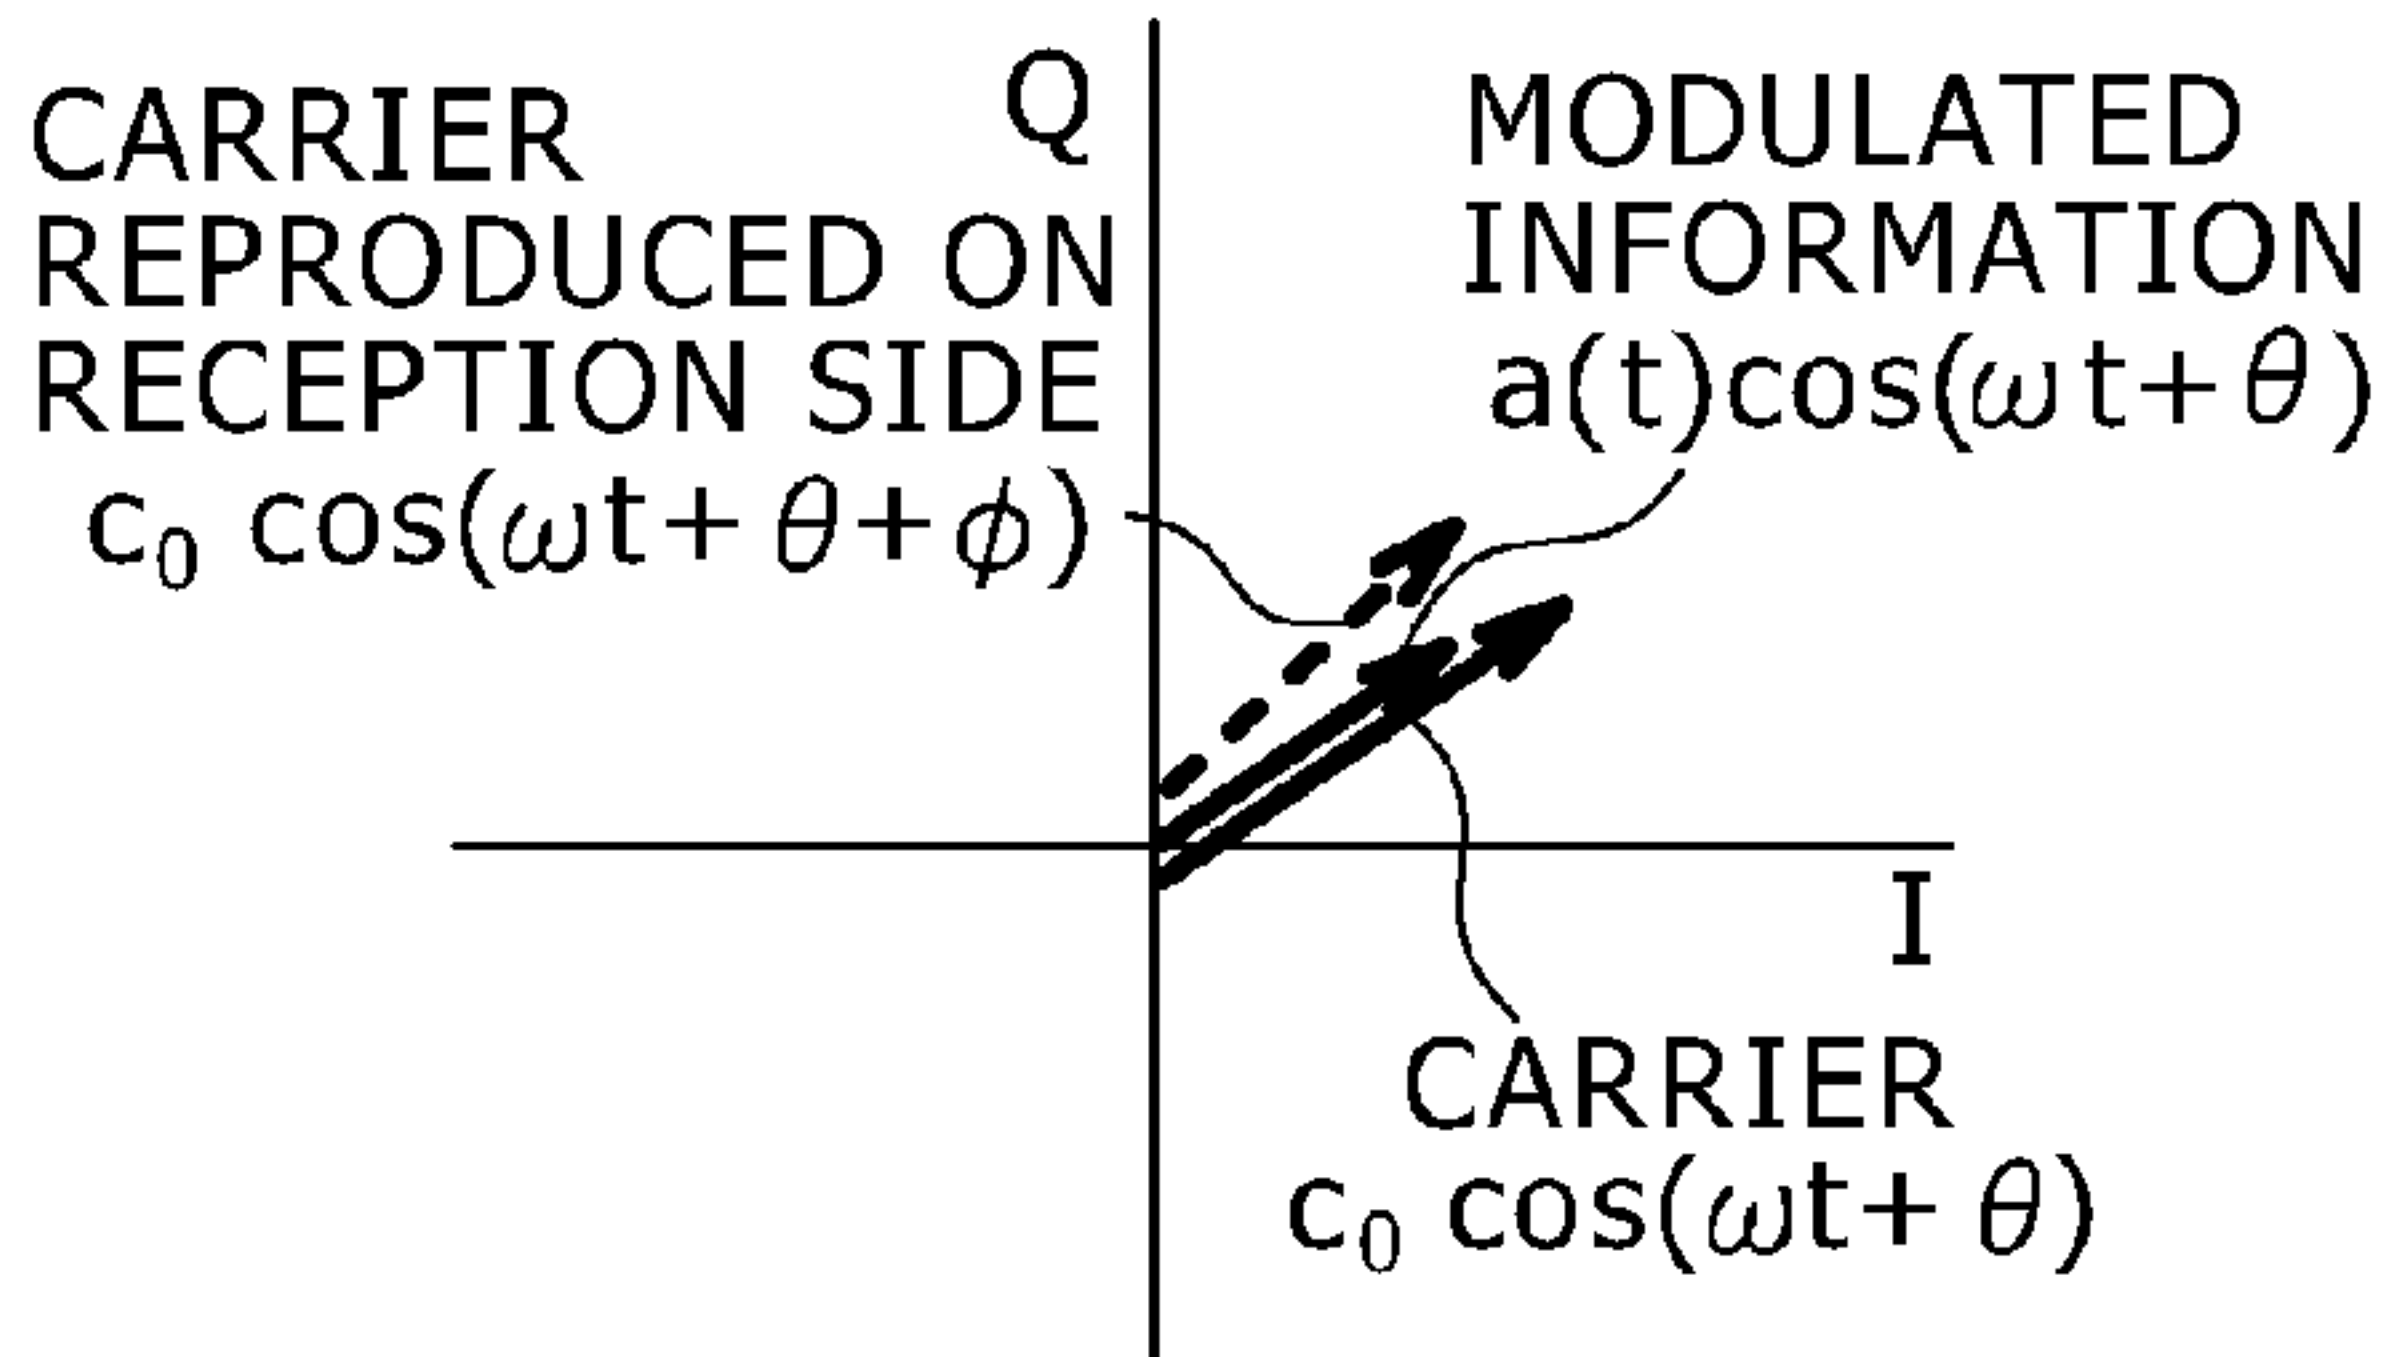 CARRIER
REPRODUCED ON
RECEPTION SIDE
c₀ cos(ωt+θ+ϕ)
Q
MODULATED
INFORMATION
a(t)cos(ωt+θ)
I
CARRIER
c₀ cos(ωt+θ)